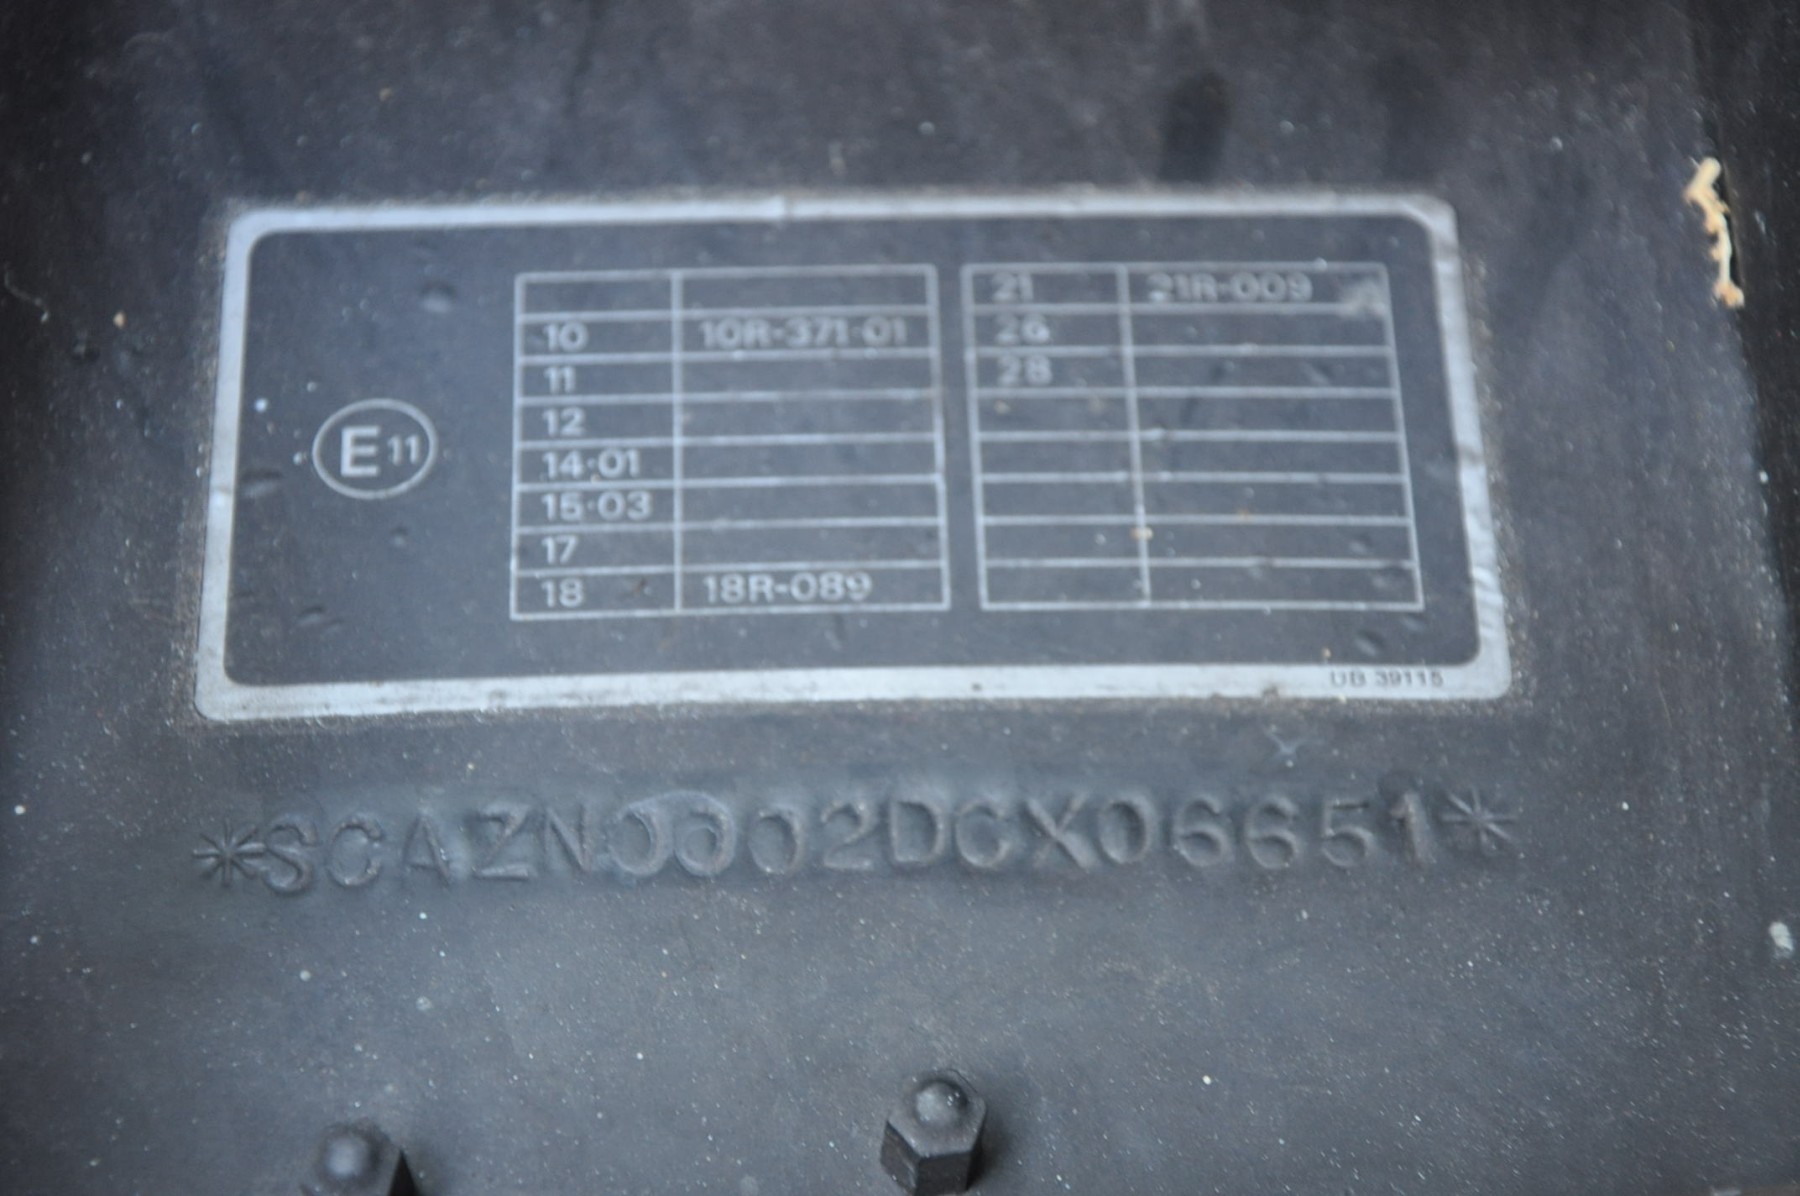 E 11
10 10R-371·01
11
12
14·01
15·03
17
18 18R-089
21 21R-009
26
28
UB 39115
*SCAZN0002DCX06651*